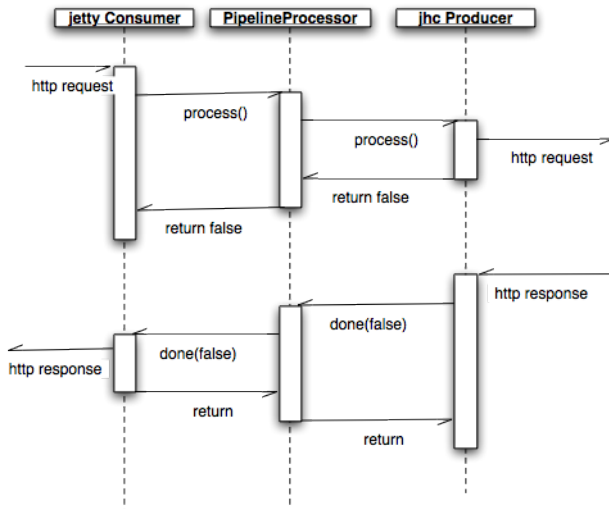 jetty Consumer
PipelineProcessor
jhc Producer
http request
process()
process()
http request
return false
return false
http response
done(false)
done(false)
http response
return
return